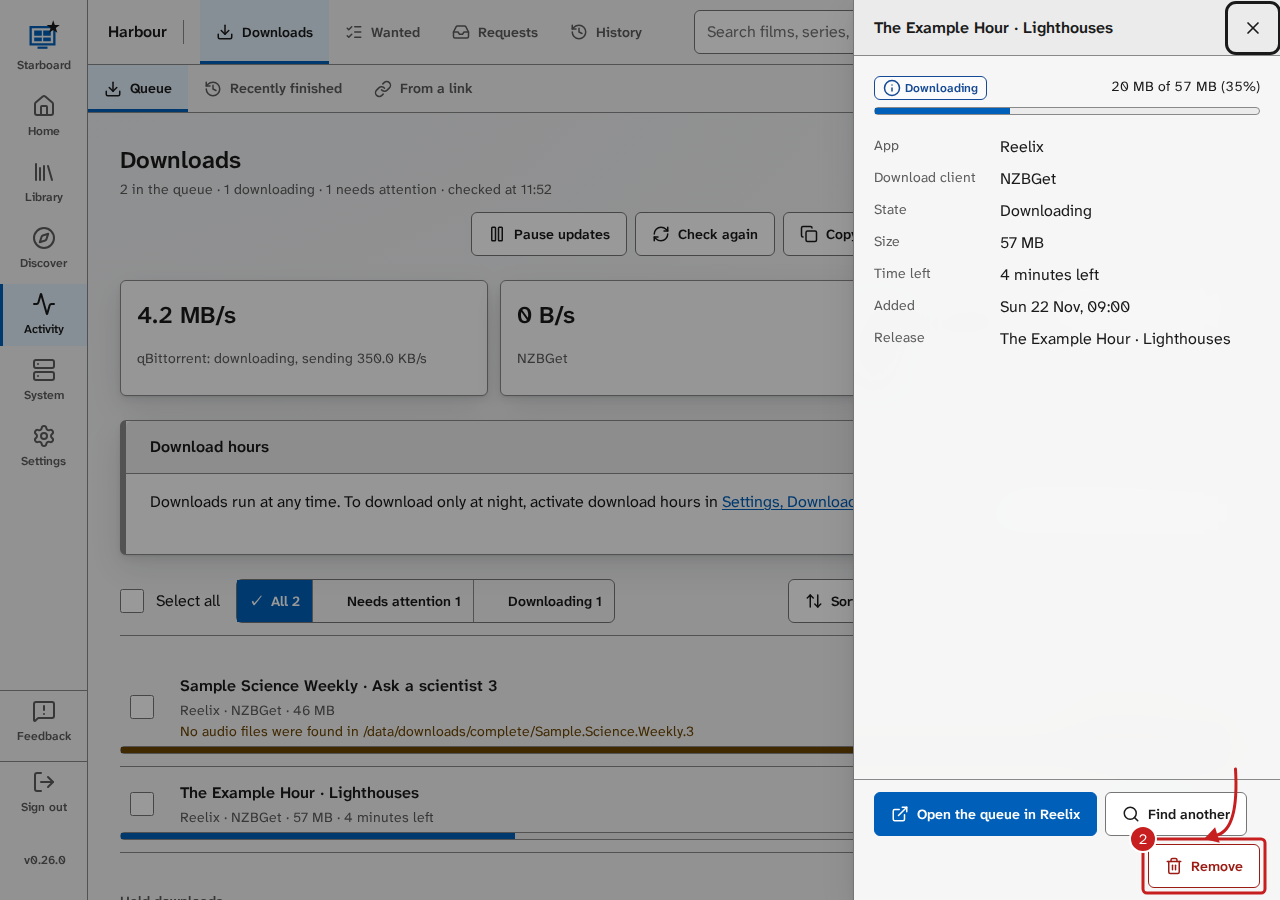 Starboard
Home
Library
Discover
Activity
System
Settings
Feedback
Sign out
v0.26.0
Harbour
Downloads
Wanted
Requests
History
Search films, series,
Queue
Recently finished
From a link
Downloads
2 in the queue · 1 downloading · 1 needs attention · checked at 11:52
Pause updates
Check again
4.2 MB/s
qBittorrent: downloading, sending 350.0 KB/s
0 B/s
NZBGet
Download hours
Downloads run at any time. To download only at night, activate download hours in Settings,
Select all
✓ All 2
Needs attention 1
Downloading 1
Sample Science Weekly · Ask a scientist 3
Reelix · NZBGet · 46 MB
No audio files were found in /data/downloads/complete/Sample.Science.Weekly.3
The Example Hour · Lighthouses
Reelix · NZBGet · 57 MB · 4 minutes left
The Example Hour · Lighthouses
Downloading
20 MB of 57 MB (35%)
App Reelix
Download client NZBGet
State Downloading
Size 57 MB
Time left 4 minutes left
Added Sun 22 Nov, 09:00
Release The Example Hour · Lighthouses
Open the queue in Reelix
Find another
2
Remove